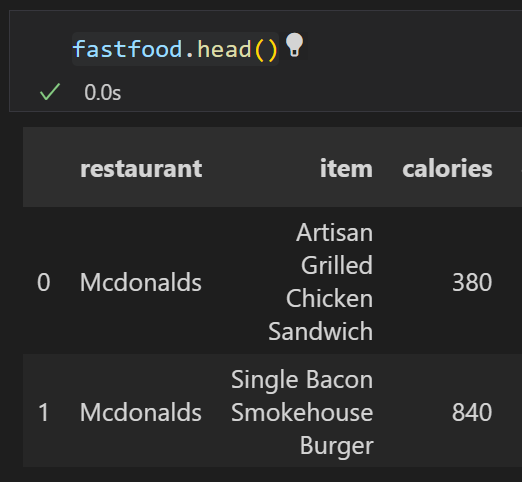 fastfood.head()
0.0s
restaurant item calories
0 Mcdonalds Artisan Grilled Chicken Sandwich 380
1 Mcdonalds Single Bacon Smokehouse Burger 840